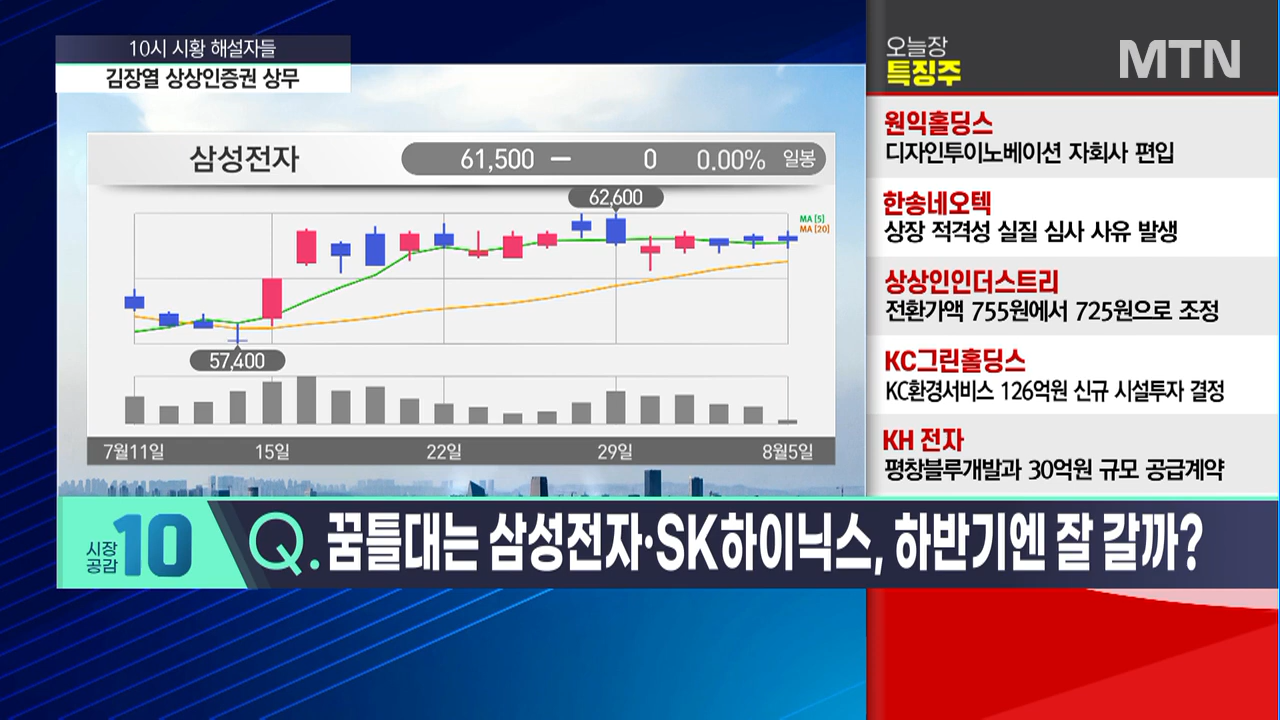 10시 시황 해설자들
김장열 상상인증권 상무
삼성전자
61,500 ━ 0 0.00% 일봉
62,600
MA [5]
MA [20]
57,400
7월11일 15일 22일 29일 8월5일
오늘장
특징주
MTN
원익홀딩스
디자인투이노베이션 자회사 편입
한송네오텍
상장 적격성 실질 심사 사유 발생
상상인인더스트리
전환가액 755원에서 725원으로 조정
KC그린홀딩스
KC환경서비스 126억원 신규 시설투자 결정
KH 전자
평창블루개발과 30억원 규모 공급계약
시장
공감
10
Q. 꿈틀대는 삼성전자·SK하이닉스, 하반기엔 잘 갈까?